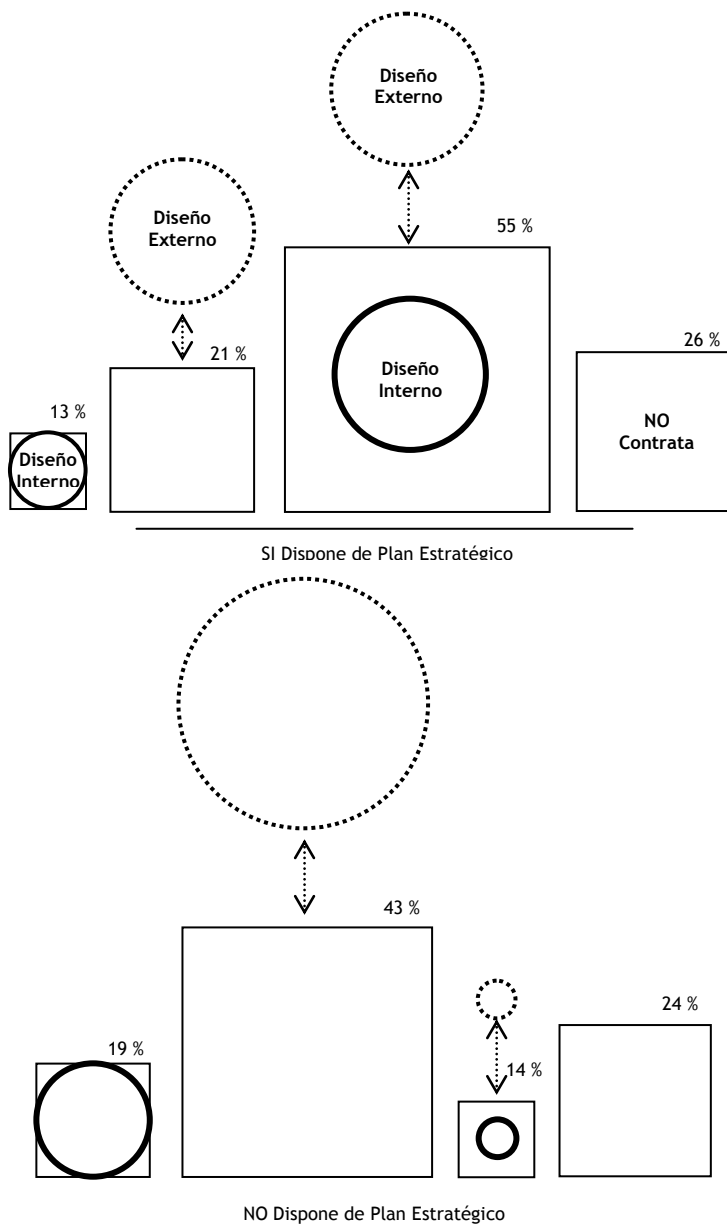 Diseño
Externo
Diseño
Externo
55 %
21 %
26 %
13 %
Diseño
Interno
NO
Contrata
Diseño
Interno
SI Dispone de Plan Estratégico
43 %
24 %
19 %
14 %
NO Dispone de Plan Estratégico